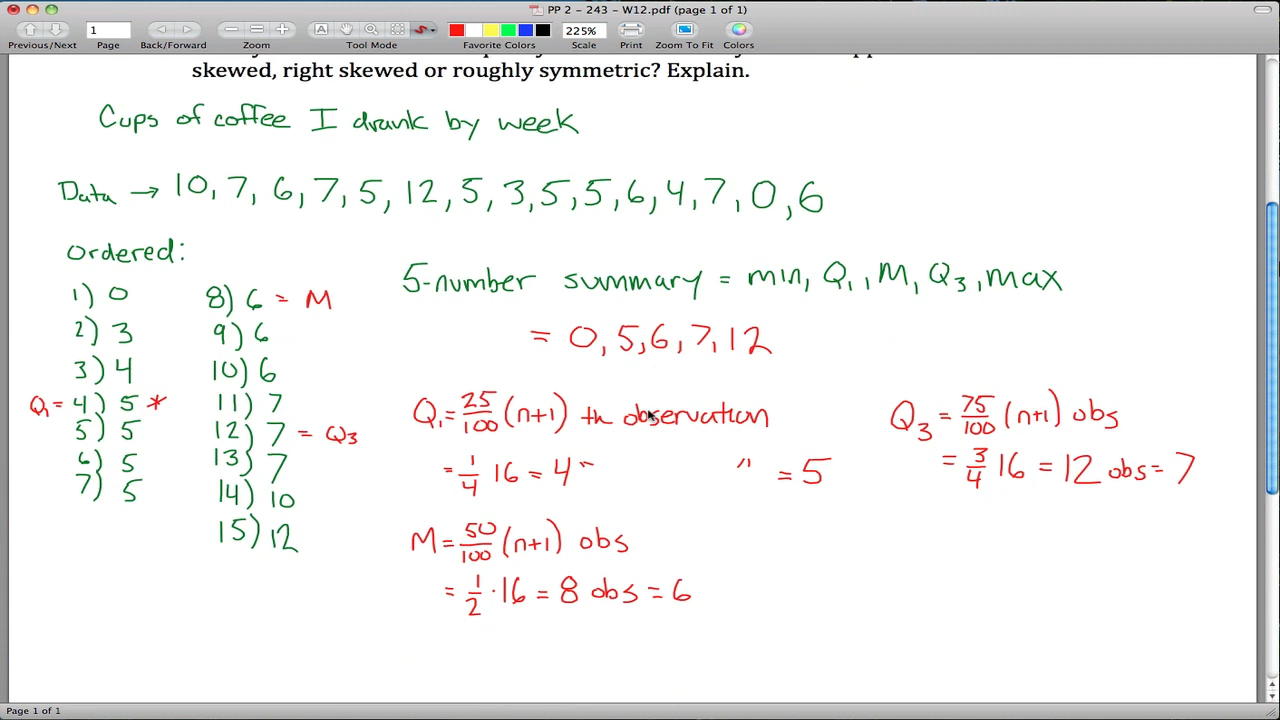 PP 2 – 243 – W12.pdf (page 1 of 1)
1
225%
Previous/Next Page Back/Forward Zoom Tool Mode Favorite Colors Scale Print Zoom To Fit Colors
skewed, right skewed or roughly symmetric? Explain.
Cups of coffee I drank by week
Data → 10, 7, 6, 7, 5, 12, 5, 3, 5, 5, 6, 4, 7, 0, 6
ordered:
1) 0
2) 3
3) 4
Q₁ = 4) 5 *
5) 5
6) 5
7) 5
8) 6 = M
9) 6
10) 6
11) 7
12) 7 = Q₃
13) 7
14) 10
15) 12
5-number summary = min, Q₁, M, Q₃, max
= 0, 5, 6, 7, 12
Q₁ = 25/100 (n+1) th observation
= 1/4 16 = 4 " " = 5
M = 50/100 (n+1) obs
= 1/2 · 16 = 8 obs = 6
Q₃ = 75/100 (n+1) obs
= 3/4 16 = 12 obs = 7
Page 1 of 1